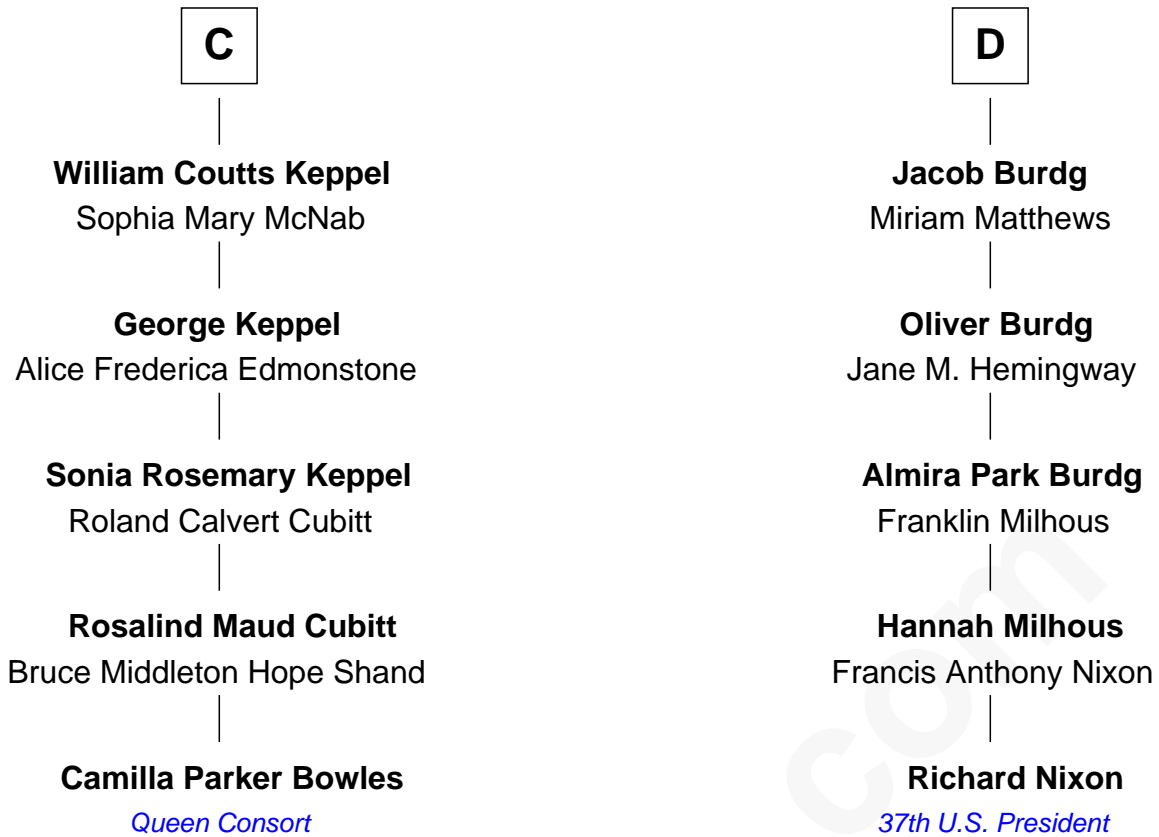 C
William Coutts Keppel
Sophia Mary McNab
George Keppel
Alice Frederica Edmonstone
Sonia Rosemary Keppel
Roland Calvert Cubitt
Rosalind Maud Cubitt
Bruce Middleton Hope Shand
Camilla Parker Bowles
Queen Consort
D
Jacob Burdg
Miriam Matthews
Oliver Burdg
Jane M. Hemingway
Almira Park Burdg
Franklin Milhous
Hannah Milhous
Francis Anthony Nixon
Richard Nixon
37th U.S. President
com